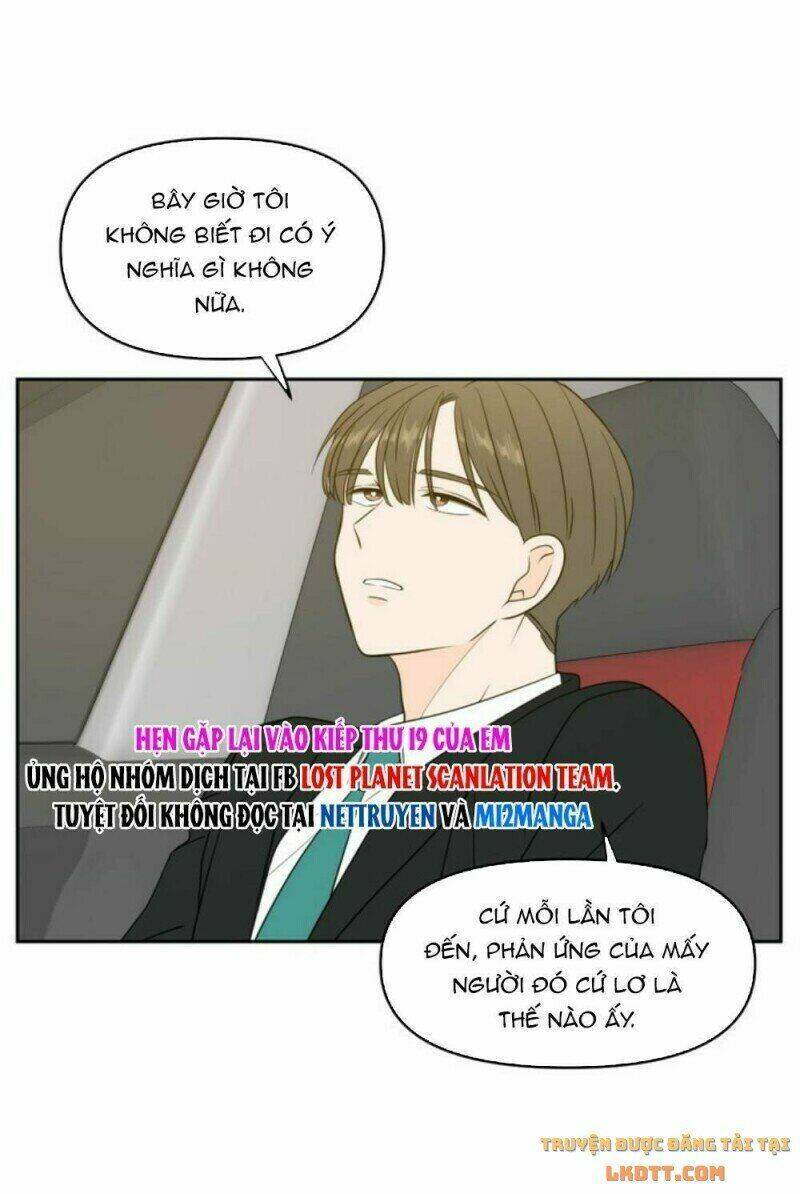 BÂY GIỜ TÔI
KHÔNG BIẾT ĐI CÓ Ý
NGHĨA GÌ KHÔNG
NỮA.
HẸN GẶP LẠI VÀO KIẾP THƯ 19 CỦA EM
ỦNG HỘ NHÓM DỊCH TẠI FB LOST PLANET SCANLATION TEAM.
TUYỆT ĐỐI KHÔNG ĐỌC TẠI NETTRUYEN VÀ MI2MANGA
CỨ MỖI LẦN TÔI
ĐẾN, PHẢN ỨNG CỦA MẤY
NGƯỜI ĐÓ CỨ LƠ LÀ
THẾ NÀO ẤY.
TRUYỆN ĐƯỢC ĐĂNG TẢI TẠI
LKDTT.COM